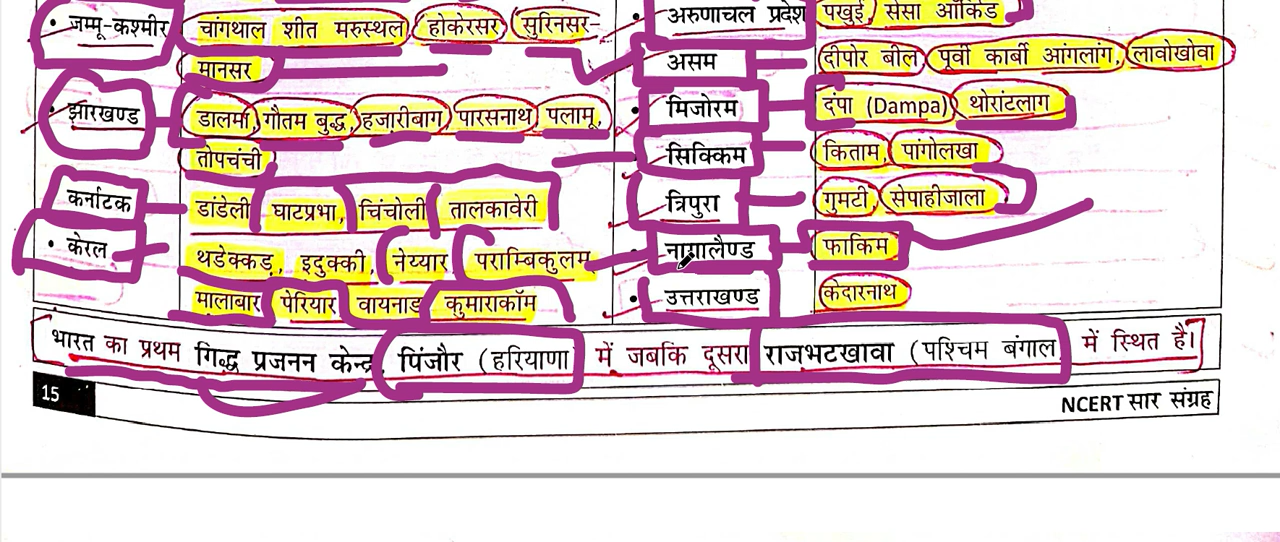 • जम्मू-कश्मीर चांगथाल शीत मरुस्थल, होकेरसर, सुरिनसर-
मानसर
• झारखण्ड डालमा, गौतम बुद्ध, हजारीबाग, पारसनाथ, पलामू,
तोपचंची
कर्नाटक डांडेली, घाटप्रभा, चिंचोली, तालकावेरी
• केरल थडेक्कड़, इदुक्की, नेय्यार, पराम्बिकुलम,
मालाबार, पेरियार, वायनाड, कुमाराकॉम
• अरुणाचल प्रदेश पखुई, सेसा ऑर्किड
असम दीपोर बील, पूर्वी कार्बी आंगलांग, लावोखोवा
मिजोरम दंपा (Dampa), थोरांटलाग
सिक्किम किताम, पांगोलखा
त्रिपुरा गुमटी, सेपाहीजाला
नागालैण्ड फाकिम
• उत्तराखण्ड केदारनाथ
भारत का प्रथम गिद्ध प्रजनन केन्द्र, पिंजौर (हरियाणा में जबकि दूसरा राजभटखावा (पश्चिम बंगाल में स्थित है।
15 NCERT सार संग्रह